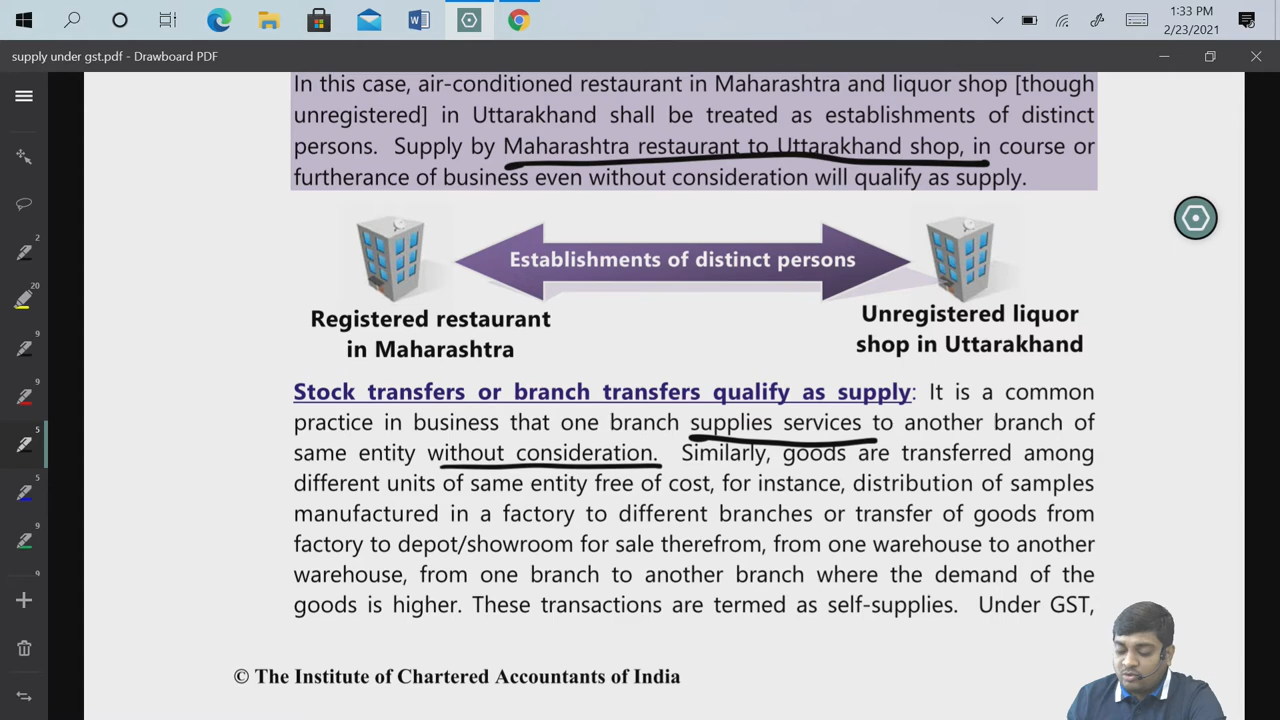 1:33 PM
2/23/2021
supply under gst.pdf - Drawboard PDF
In this case, air-conditioned restaurant in Maharashtra and liquor shop [though
unregistered] in Uttarakhand shall be treated as establishments of distinct
persons. Supply by Maharashtra restaurant to Uttarakhand shop, in course or
furtherance of business even without consideration will qualify as supply.
Establishments of distinct persons
Registered restaurant
in Maharashtra
Unregistered liquor
shop in Uttarakhand
Stock transfers or branch transfers qualify as supply: It is a common
practice in business that one branch supplies services to another branch of
same entity without consideration. Similarly, goods are transferred among
different units of same entity free of cost, for instance, distribution of samples
manufactured in a factory to different branches or transfer of goods from
factory to depot/showroom for sale therefrom, from one warehouse to another
warehouse, from one branch to another branch where the demand of the
goods is higher. These transactions are termed as self-supplies. Under GST,
© The Institute of Chartered Accountants of India
2
20
9
9
5
5
9
9